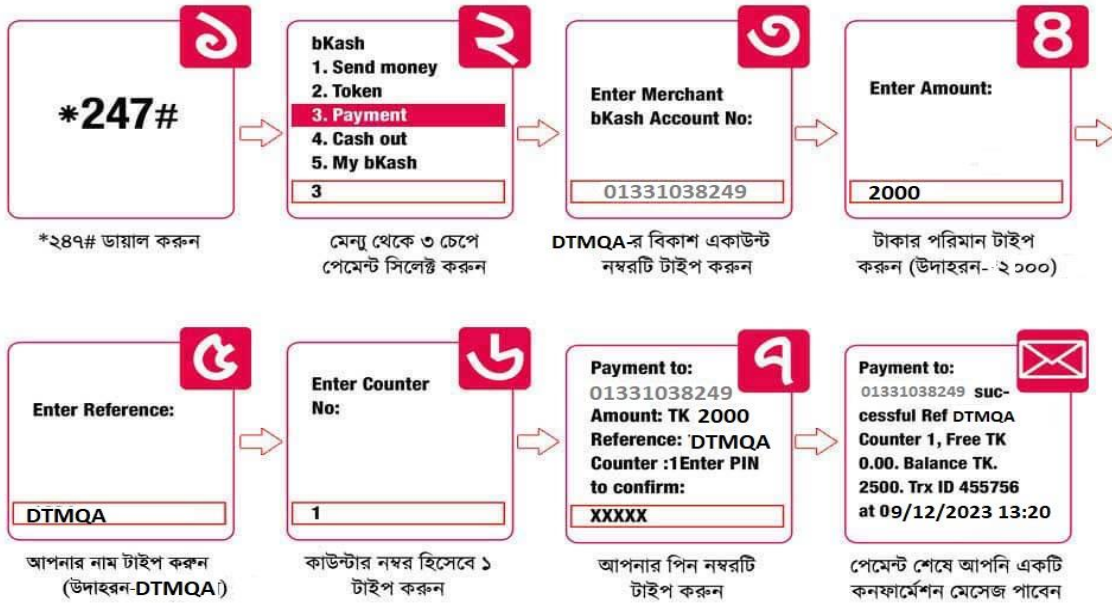 ১
*247#
*২৪৭# ডায়াল করুন
২
bKash
1. Send money
2. Token
3. Payment
4. Cash out
5. My bKash
3
মেন্যু থেকে ৩ চেপে
পেমেন্ট সিলেক্ট করুন
৩
Enter Merchant
bKash Account No:
01331038249
DTMQA-র বিকাশ একাউন্ট
নম্বরটি টাইপ করুন
৪
Enter Amount:
2000
টাকার পরিমান টাইপ
করুন (উদাহরন- ২০০০)
৫
Enter Reference:
DTMQA
আপনার নাম টাইপ করুন
(উদাহরন-DTMQA)
৬
Enter Counter
No:
1
কাউন্টার নম্বর হিসেবে ১
টাইপ করুন
৭
Payment to:
01331038249
Amount: TK 2000
Reference: DTMQA
Counter :1Enter PIN
to confirm:
XXXXX
আপনার পিন নম্বরটি
টাইপ করুন
Payment to:
01331038249 suc-
cessful Ref DTMQA
Counter 1, Free TK
0.00. Balance TK.
2500. Trx ID 455756
at 09/12/2023 13:20
পেমেন্ট শেষে আপনি একটি
কনফার্মেশন মেসেজ পাবেন